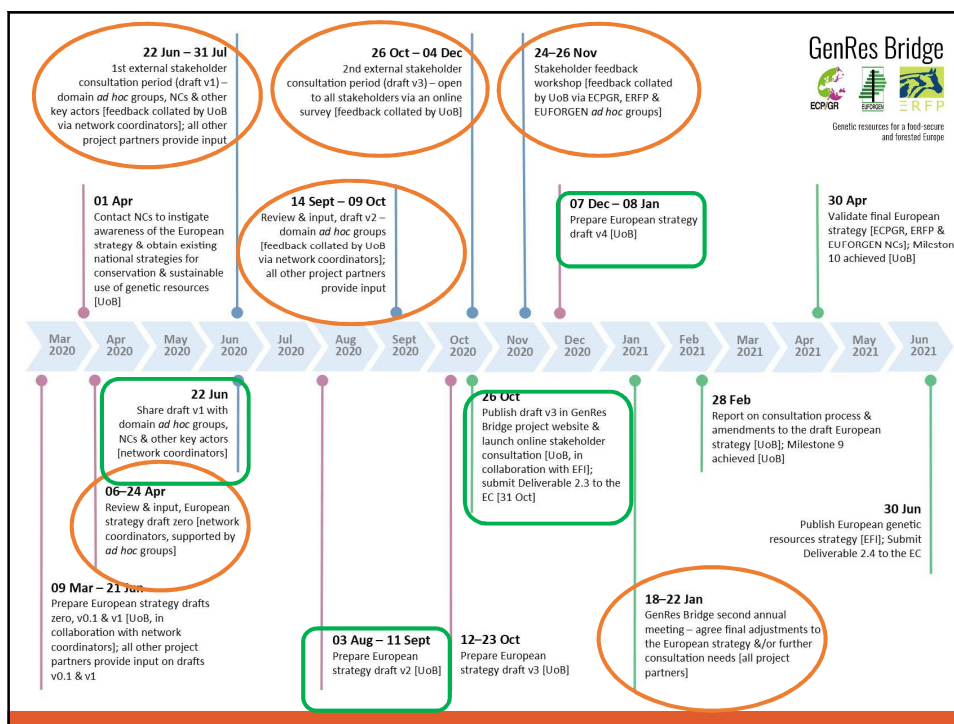 22 Jun – 31 Jul
1st external stakeholder
consultation period (draft v1) –
domain ad hoc groups, NCs & other
key actors [feedback collated by UoB
via network coordinators]; all other
project partners provide input
26 Oct – 04 Dec
2nd external stakeholder
consultation period (draft v3) – open
to all stakeholders via an online
survey [feedback collated by UoB]
24–26 Nov
Stakeholder feedback
workshop [feedback collated
by UoB via ECPGR, ERFP &
EUFORGEN ad hoc groups]
GenRes Bridge
ECP/GR
EUFORGEN
ERFP
Genetic resources for a food-secure
and forested Europe
01 Apr
Contact NCs to instigate
awareness of the European
strategy & obtain existing
national strategies for
conservation & sustainable
use of genetic resources
[UoB]
14 Sept – 09 Oct
Review & input, draft v2 –
domain ad hoc groups
[feedback collated by UoB
via network coordinators];
all other project partners
provide input
07 Dec – 08 Jan
Prepare European strategy
draft v4 [UoB]
30 Apr
Validate final European
strategy [ECPGR, ERFP &
EUFORGEN NCs]; Milestone
10 achieved [UoB]
Mar
2020
Apr
2020
May
2020
Jun
2020
Jul
2020
Aug
2020
Sept
2020
Oct
2020
Nov
2020
Dec
2020
Jan
2021
Feb
2021
Mar
2021
Apr
2021
May
2021
Jun
2021
22 Jun
Share draft v1 with
domain ad hoc groups,
NCs & other key actors
[network coordinators]
06–24 Apr
Review & input, European
strategy draft zero [network
coordinators, supported by
ad hoc groups]
09 Mar – 21 Jun
Prepare European strategy drafts
zero, v0.1 & v1 [UoB, in
collaboration with network
coordinators]; all other project
partners provide input on drafts
v0.1 & v1
03 Aug – 11 Sept
Prepare European
strategy draft v2 [UoB]
12–23 Oct
Prepare European
strategy draft v3 [UoB]
26 Oct
Publish draft v3 in GenRes
Bridge project website &
launch online stakeholder
consultation [UoB, in
collaboration with EFI];
submit Deliverable 2.3 to the
EC [31 Oct]
18–22 Jan
GenRes Bridge second annual
meeting – agree final adjustments to
the European strategy &/or further
consultation needs [all project
partners]
28 Feb
Report on consultation process &
amendments to the draft European
strategy [UoB]; Milestone 9
achieved [UoB]
30 Jun
Publish European genetic
resources strategy [EFI]; Submit
Deliverable 2.4 to the EC